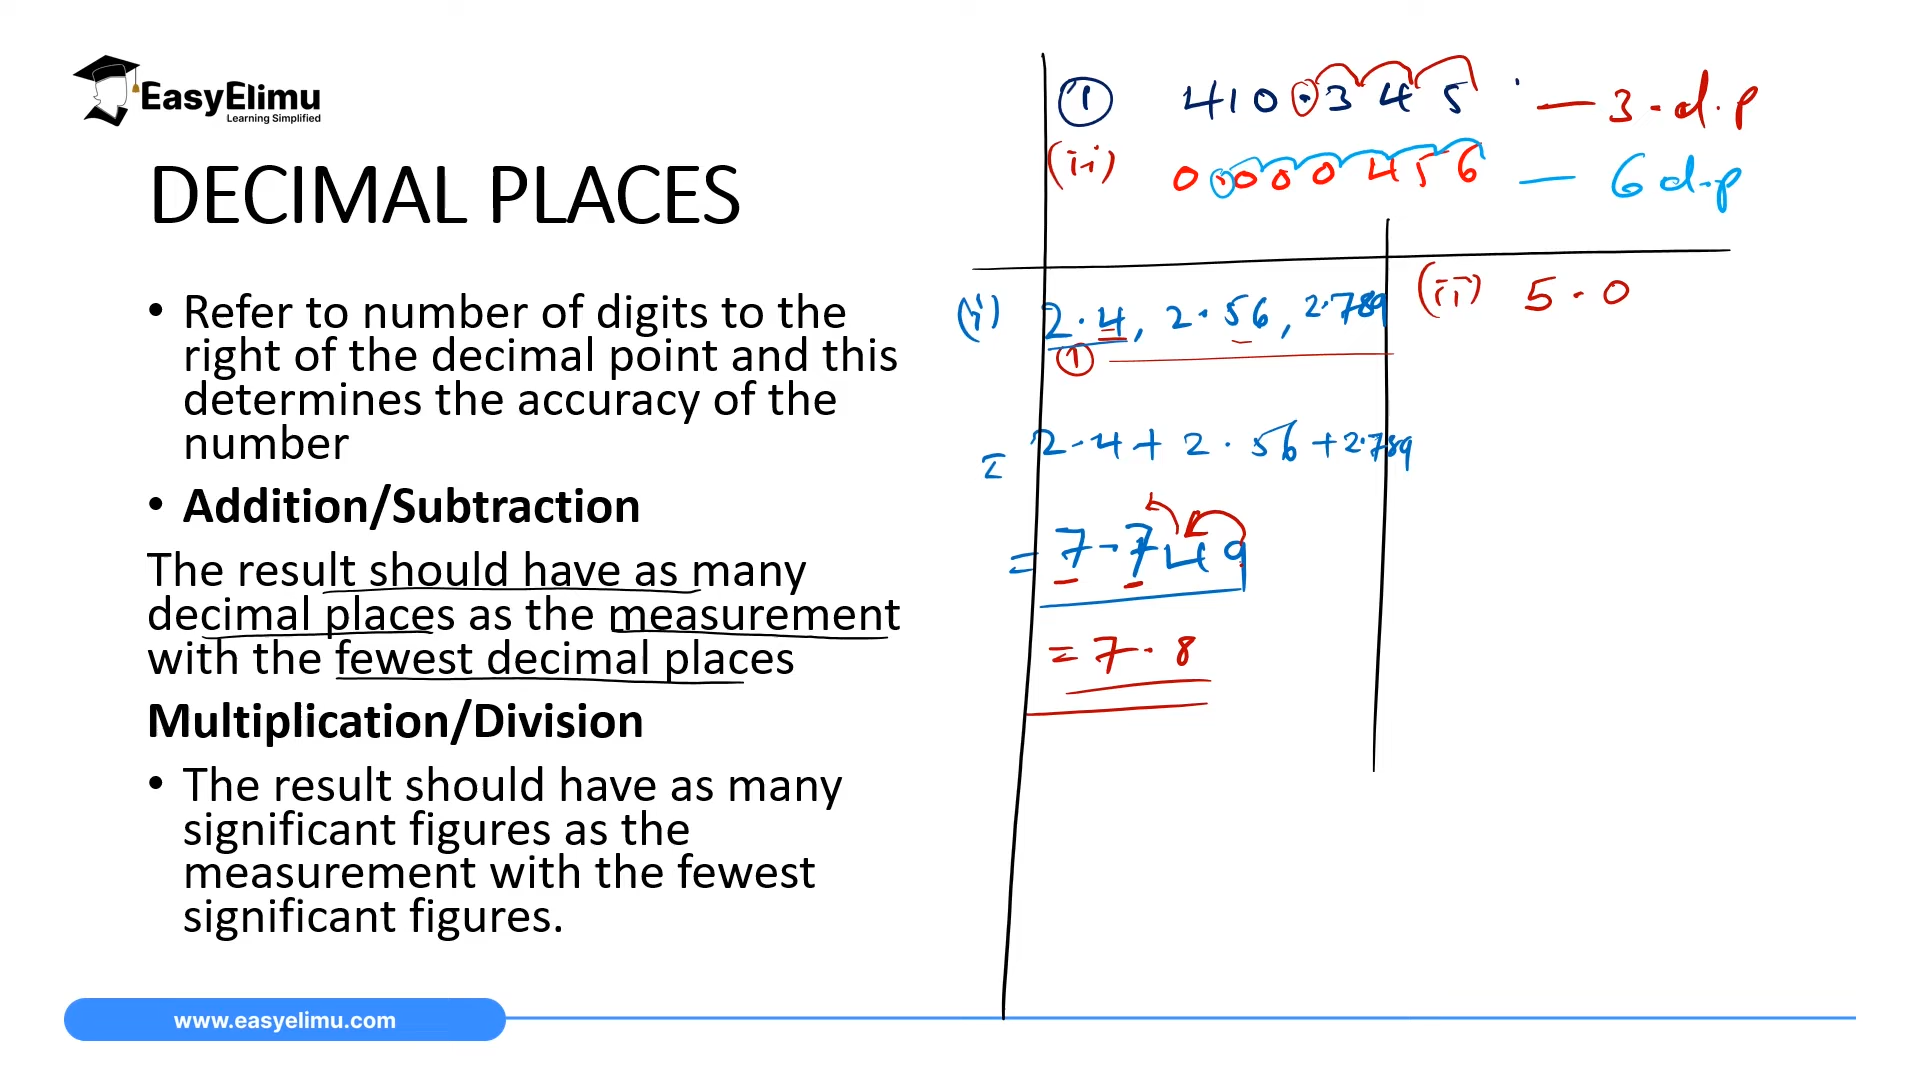 EasyElimu
Learning Simplified
DECIMAL PLACES
• Refer to number of digits to the
right of the decimal point and this
determines the accuracy of the
number
• Addition/Subtraction
The result should have as many
decimal places as the measurement
with the fewest decimal places
Multiplication/Division
• The result should have as many
significant figures as the
measurement with the fewest
significant figures.
www.easyelimu.com
① 410.345 — 3.d.p
(ii) 0.000456 — 6 d.p
(i) 2.4, 2.56, 2.789
①
= 2.4 + 2.56 + 2.789
= 7.749
= 7.8
(ii) 5.0